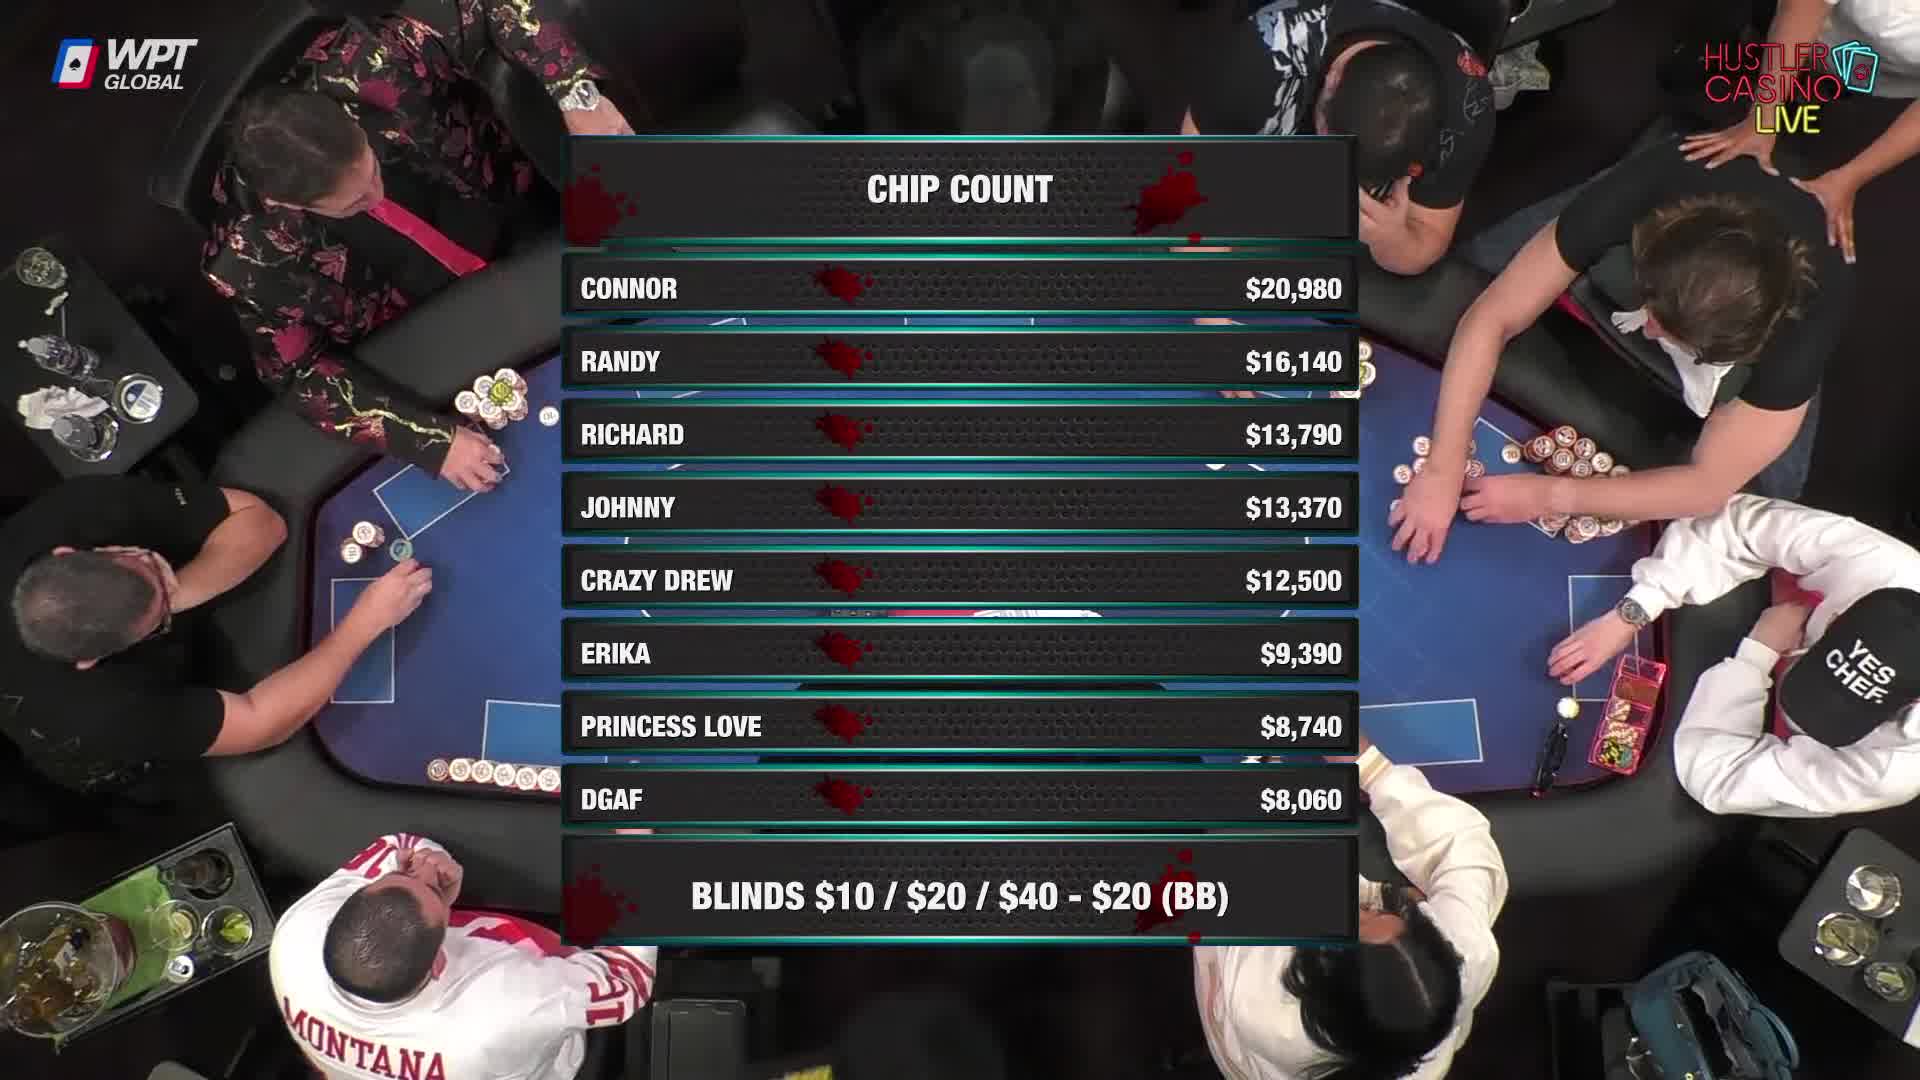 WPT
GLOBAL
HUSTLER
CASINO
LIVE
CHIP COUNT
CONNOR $20,980
RANDY $16,140
RICHARD $13,790
JOHNNY $13,370
CRAZY DREW $12,500
ERIKA $9,390
PRINCESS LOVE $8,740
DGAF $8,060
BLINDS $10 / $20 / $40 - $20 (BB)
YES
CHEF.
MONTANA
16